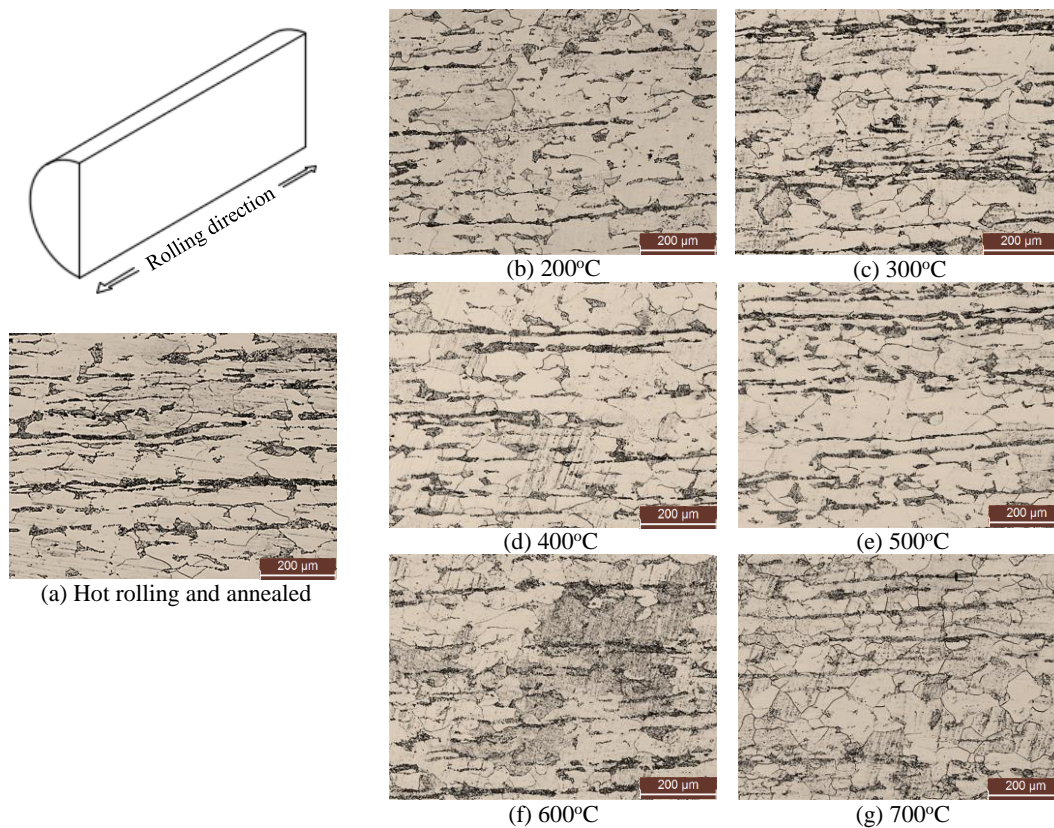 Rolling direction
200 µm
(a) Hot rolling and annealed
200 µm
(b) 200°C
200 µm
(c) 300°C
200 µm
(d) 400°C
200 µm
(e) 500°C
200 µm
(f) 600°C
200 µm
(g) 700°C